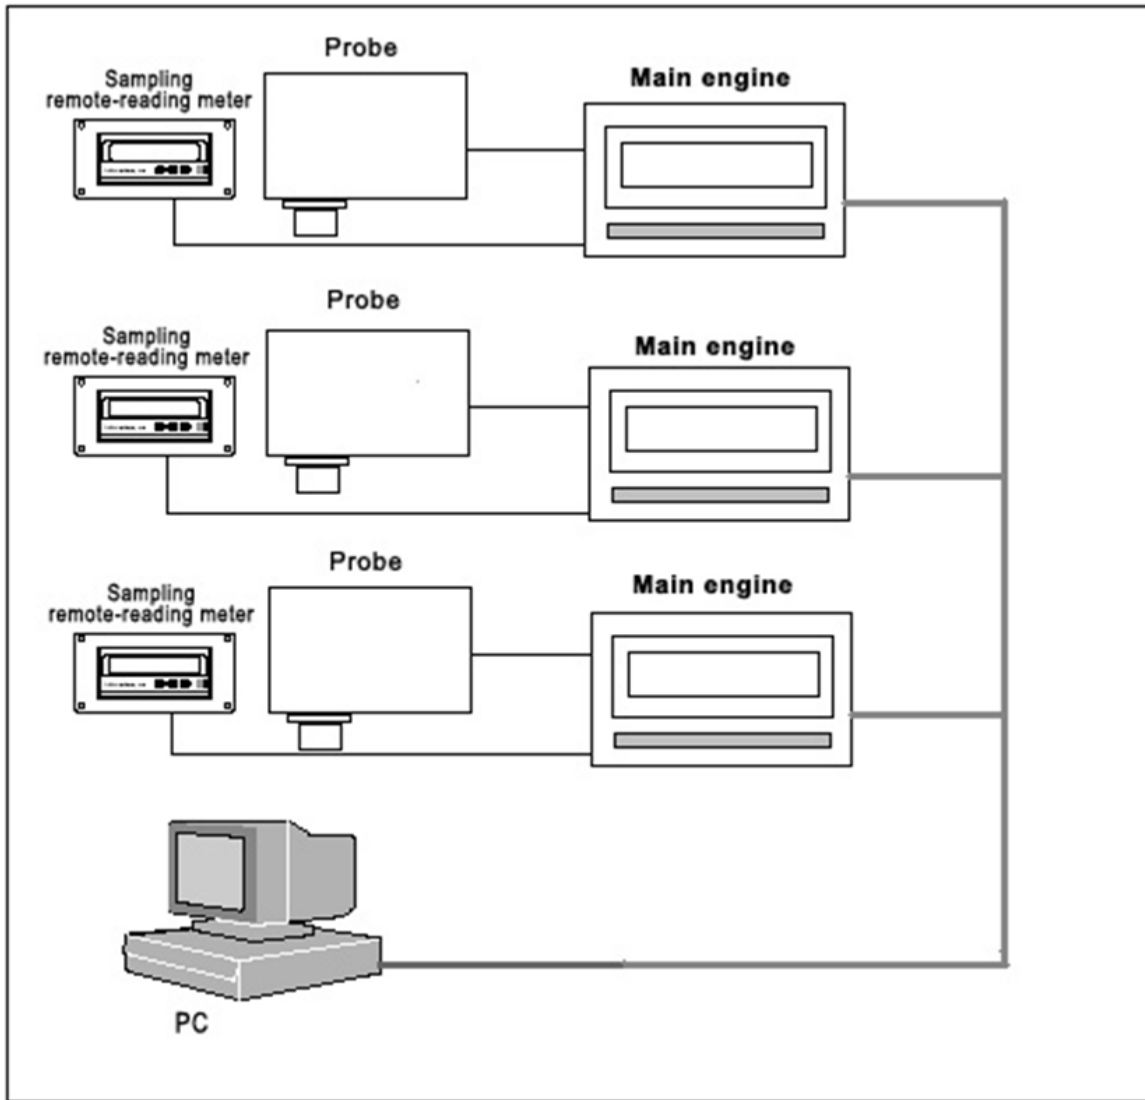 Probe
Sampling
remote-reading meter
Main engine
Probe
Sampling
remote-reading meter
Main engine
Probe
Sampling
remote-reading meter
Main engine
PC